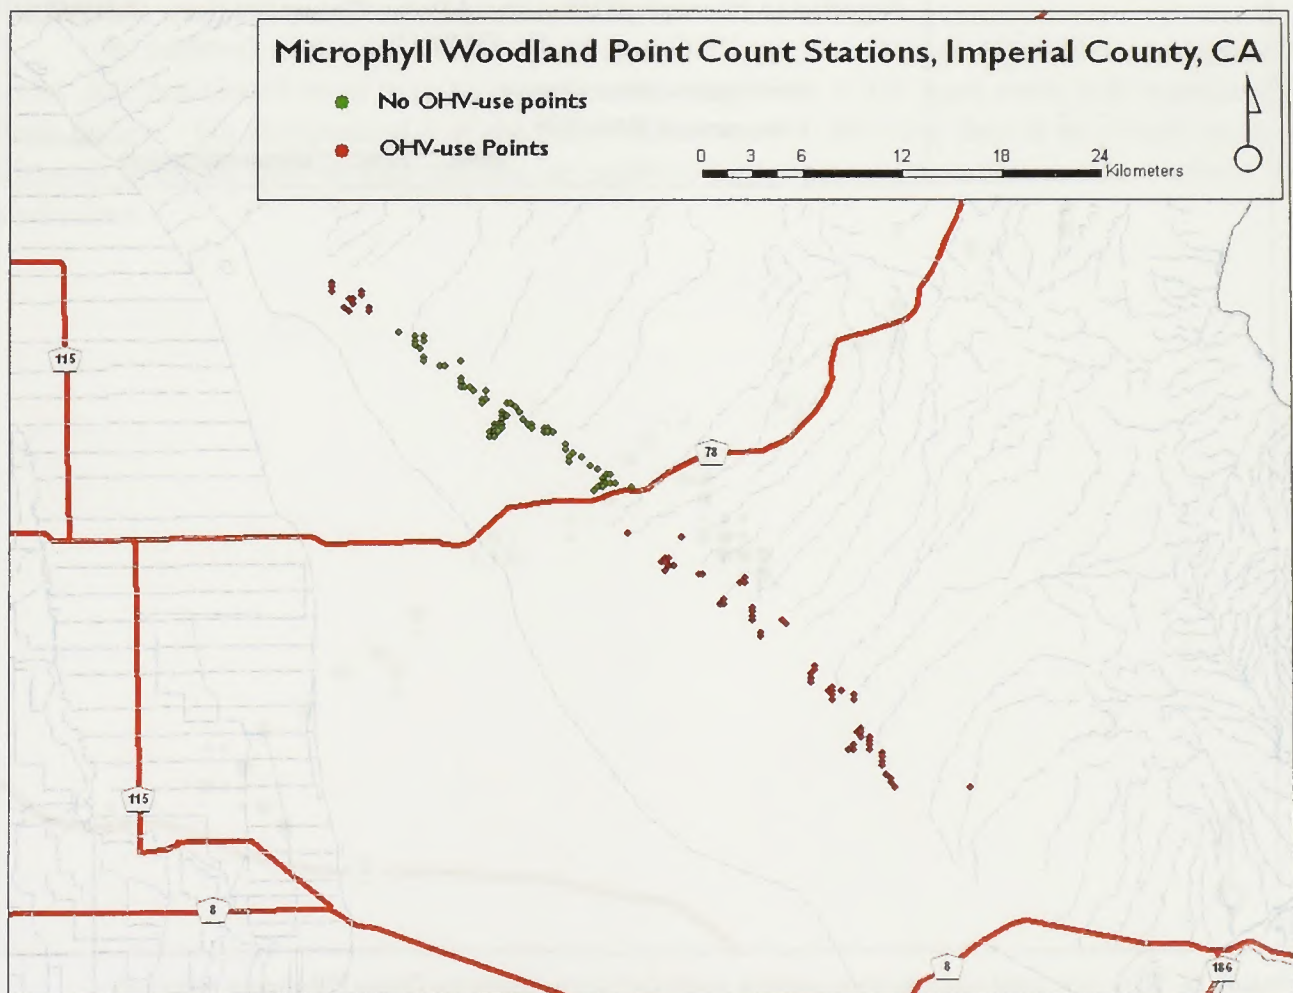 Microphyll Woodland Point Count Stations, Imperial County, CA
No OHV-use points
OHV-use Points
0 3 6 12 18 24
Kilometers
115
78
115
8
8
186